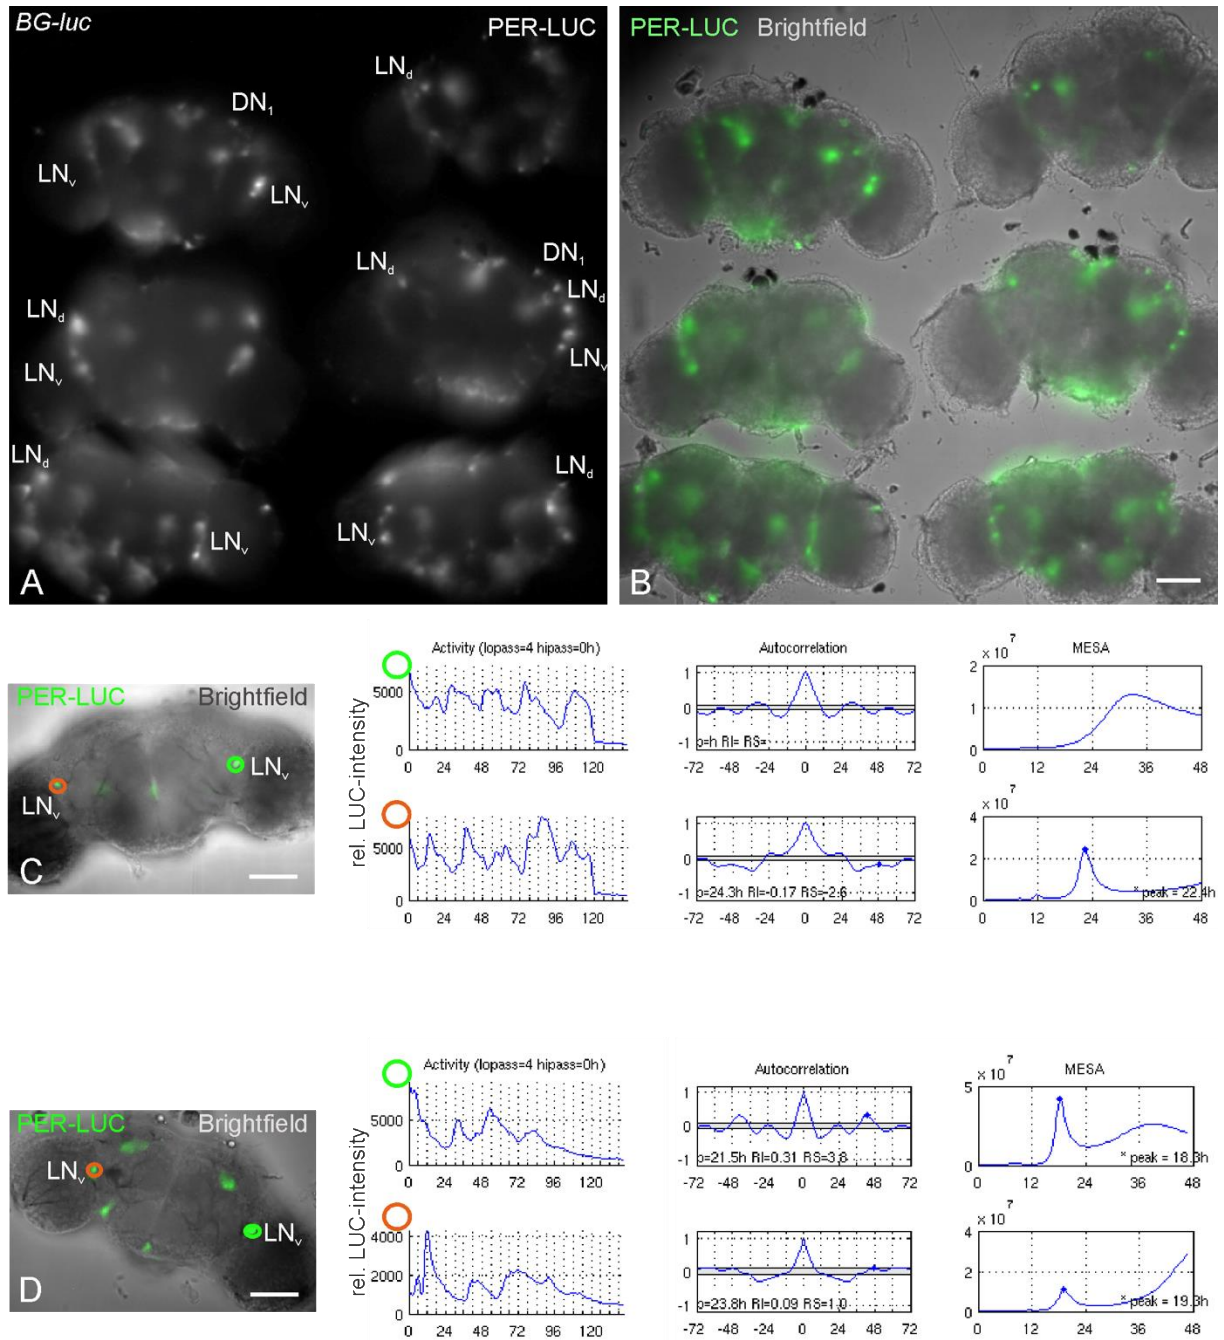 BG-luc
PER-LUC
LNd
DN1
LNv
LNv
LNd
DN1
LNd
LNd
LNv
LNv
LNd
LNd
LNv
LNv
A
PER-LUC Brightfield
B
PER-LUC Brightfield
LNv
LNv
C
rel. LUC-intensity
Activity (lopass=4 hipass=0h)
5000
0
0 24 48 72 96 120
5000
0
0 24 48 72 96 120
Autocorrelation
1
0
-1
p=h RI= RS=
-72 -48 -24 0 24 48 72
1
0
-1
p=24.3h RI=-0.17 RS=-2.6
-72 -48 -24 0 24 48 72
MESA
x 10 7
2
1
0
0 12 24 36 48
x 10 7
4
2
0
* peak = 22.4h
0 12 24 36 48
PER-LUC Brightfield
LNv
LNv
D
rel. LUC-intensity
Activity (lopass=4 hipass=0h)
5000
0
0 24 48 72 96 120
4000
2000
0
0 24 48 72 96 120
Autocorrelation
1
0
-1
p=21.5h RI=0.31 RS=3.8
-72 -48 -24 0 24 48 72
1
0
-1
p=23.8h RI=0.09 RS=1.0
-72 -48 -24 0 24 48 72
MESA
x 10 7
5
0
* peak = 18.3h
0 12 24 36 48
x 10 7
4
2
0
* peak = 19.3h
0 12 24 36 48